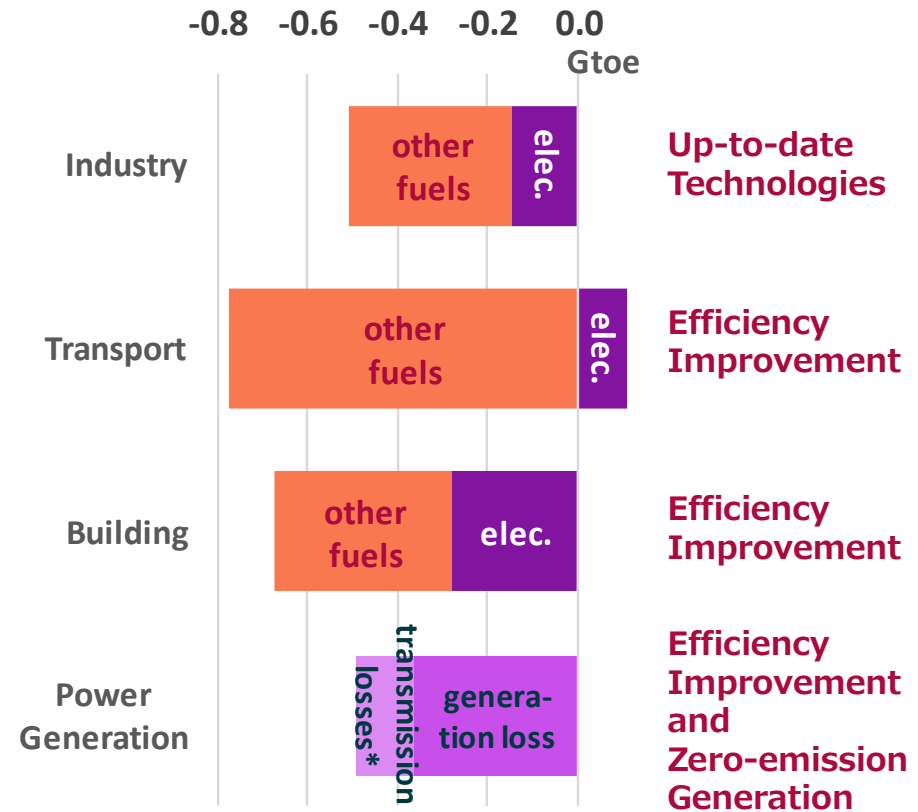 -0.8 -0.6 -0.4 -0.2 0.0
Gtoe
Industry
other
fuels
elec.
Up-to-date
Technologies
Transport
other
fuels
elec.
Efficiency
Improvement
Building
other
fuels
elec.
Efficiency
Improvement
Power
Generation
transmission
losses*
genera-
tion loss
Efficiency
Improvement
and
Zero-emission
Generation